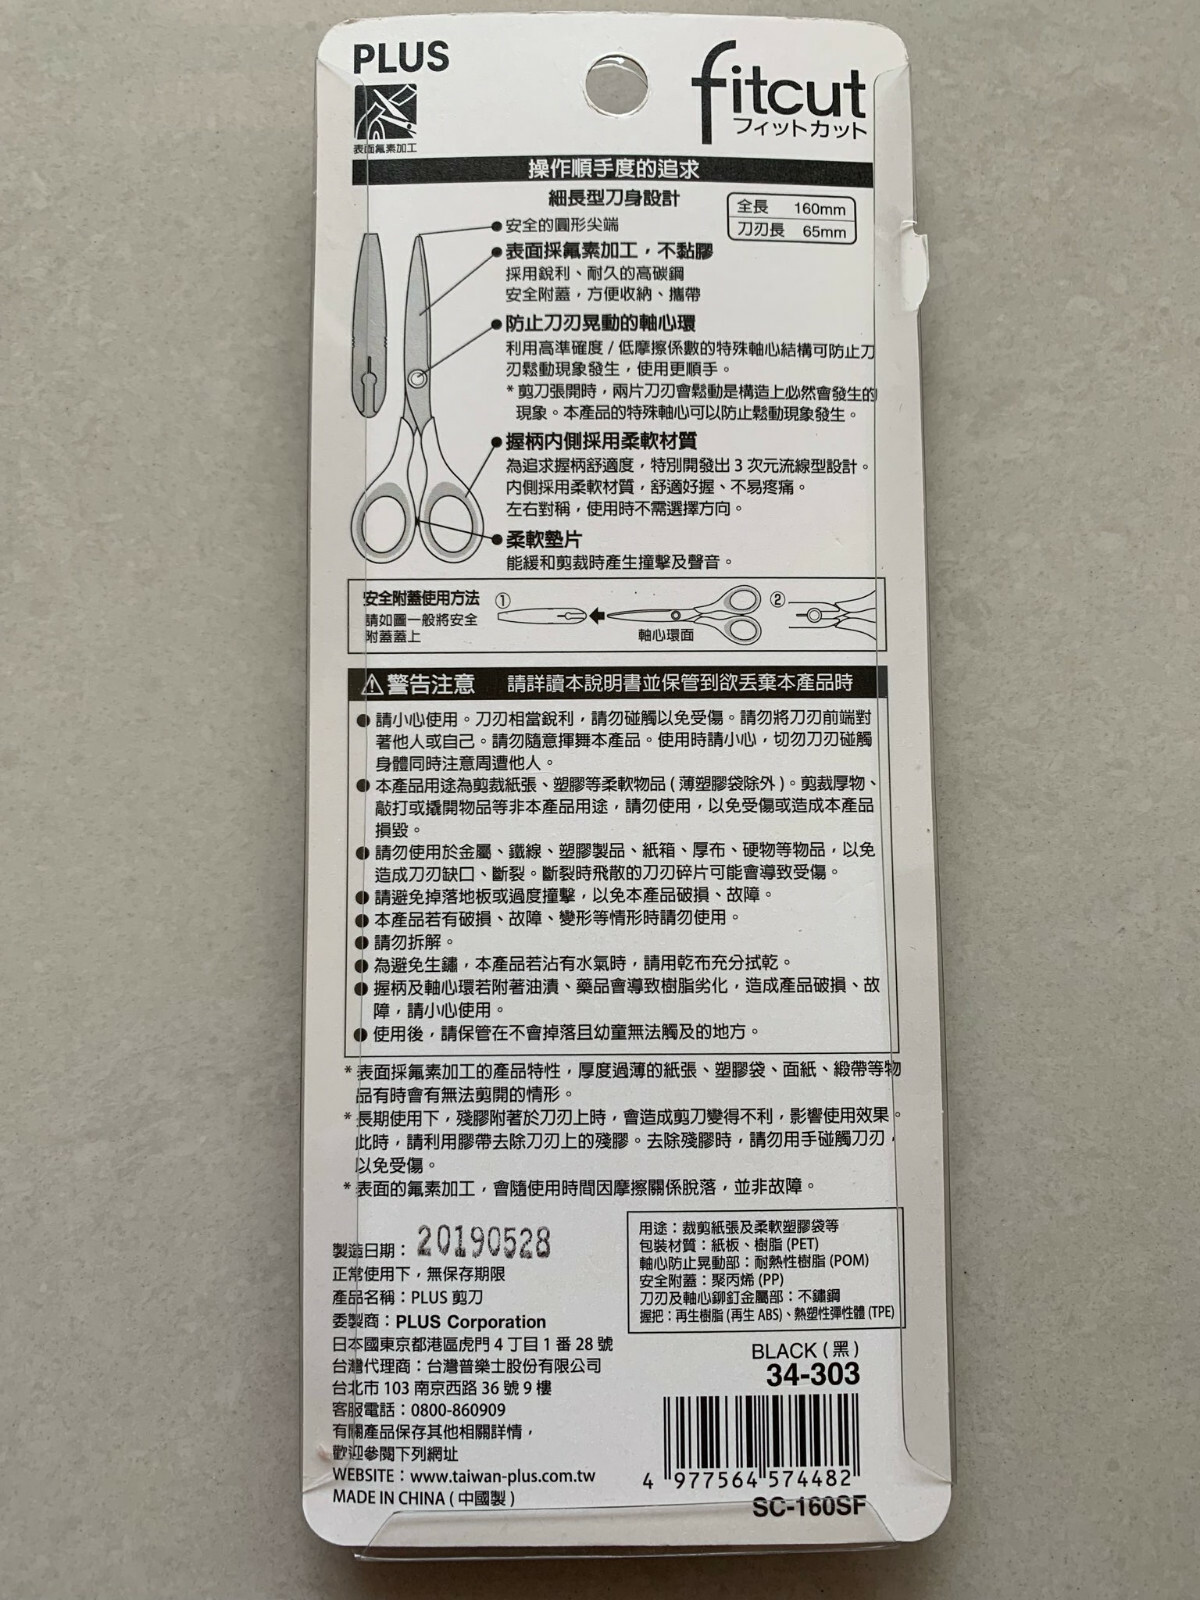 PLUS
fitcut
フィットカット
表面氟素加工
操作順手度的追求
細長型刀身設計
全長 160mm
刀刃長 65mm
安全的圓形尖端
表面採氟素加工，不黏膠
採用銳利、耐久的高碳鋼
安全附蓋，方便收納、攜帶
防止刀刃晃動的軸心環
利用高準確度 / 低摩擦係數的特殊軸心結構可防止刀
刃鬆動現象發生，使用更順手。
* 剪刀張開時，兩片刀刃會鬆動是構造上必然會發生的
現象。本產品的特殊軸心可以防止鬆動現象發生。
握柄內側採用柔軟材質
為追求握柄舒適度，特別開發出 3 次元流線型設計。
內側採用柔軟材質，舒適好握、不易疼痛。
左右對稱，使用時不需選擇方向。
柔軟墊片
能緩和剪裁時產生撞擊及聲音。
安全附蓋使用方法
請如圖一般將安全
附蓋蓋上
①
軸心環面
②
警告注意 請詳讀本說明書並保管到欲丟棄本產品時
● 請小心使用。刀刃相當銳利，請勿碰觸以免受傷。請勿將刀刃前端對
著他人或自己。請勿隨意揮舞本產品。使用時請小心，切勿刀刃碰觸
身體同時注意周遭他人。
● 本產品用途為剪裁紙張、塑膠等柔軟物品 ( 薄塑膠袋除外 )。剪裁厚物、
敲打或撬開物品等非本產品用途，請勿使用，以免受傷或造成本產品
損毀。
● 請勿使用於金屬、鐵線、塑膠製品、紙箱、厚布、硬物等物品，以免
造成刀刃缺口、斷裂。斷裂時飛散的刀刃碎片可能會導致受傷。
● 請避免掉落地板或過度撞擊，以免本產品破損、故障。
● 本產品若有破損、故障、變形等情形時請勿使用。
● 請勿拆解。
● 為避免生鏽，本產品若沾有水氣時，請用乾布充分拭乾。
● 握柄及軸心環若附著油漬、藥品會導致樹脂劣化，造成產品破損、故
障，請小心使用。
● 使用後，請保管在不會掉落且幼童無法觸及的地方。
* 表面採氟素加工的產品特性，厚度過薄的紙張、塑膠袋、面紙、緞帶等物
品有時會有無法剪開的情形。
* 長期使用下，殘膠附著於刀刃上時，會造成剪刀變得不利，影響使用效果。
此時，請利用膠帶去除刀刃上的殘膠。去除殘膠時，請勿用手碰觸刀刃，
以免受傷。
* 表面的氟素加工，會隨使用時間因摩擦關係脫落，並非故障。
製造日期：20190528
正常使用下，無保存期限
產品名稱：PLUS 剪刀
委製商：PLUS Corporation
日本國東京都港區虎門 4 丁目 1 番 28 號
台灣代理商：台灣普樂士股份有限公司
台北市 103 南京西路 36 號 9 樓
客服電話：0800-860909
有關產品保存其他相關詳情，
歡迎參閱下列網址
WEBSITE：www.taiwan-plus.com.tw
MADE IN CHINA ( 中國製 )
用途：裁剪紙張及柔軟塑膠袋等
包裝材質：紙板、樹脂 (PET)
軸心防止晃動部：耐熱性樹脂 (POM)
安全附蓋：聚丙烯 (PP)
刀刃及軸心鉚釘金屬部：不鏽鋼
握把：再生樹脂 (再生 ABS)、熱塑性彈性體 (TPE)
BLACK ( 黑 )
34-303
4 977564 574482
SC-160SF